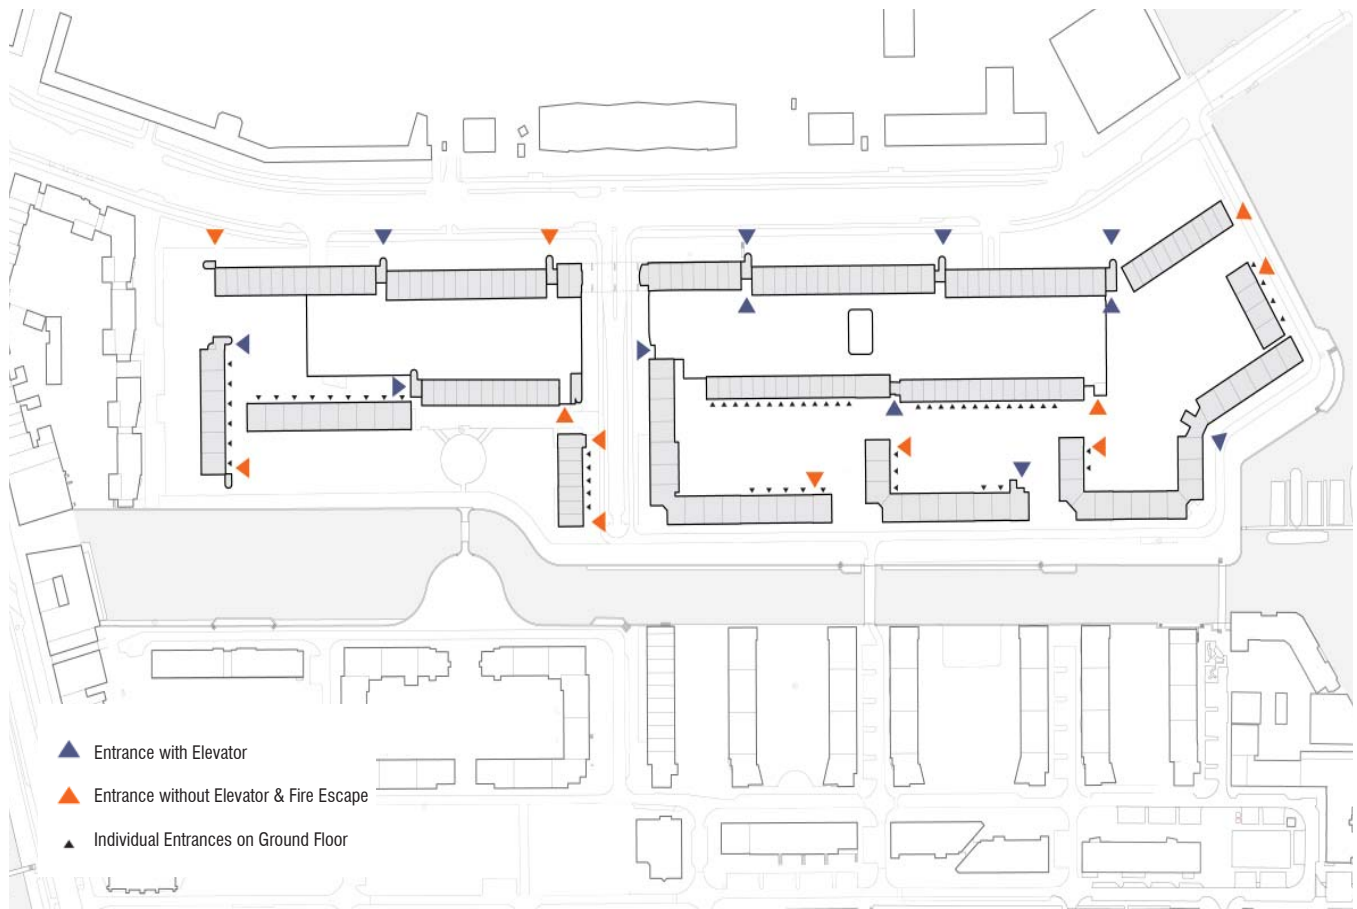 Entrance with Elevator
Entrance without Elevator & Fire Escape
Individual Entrances on Ground Floor